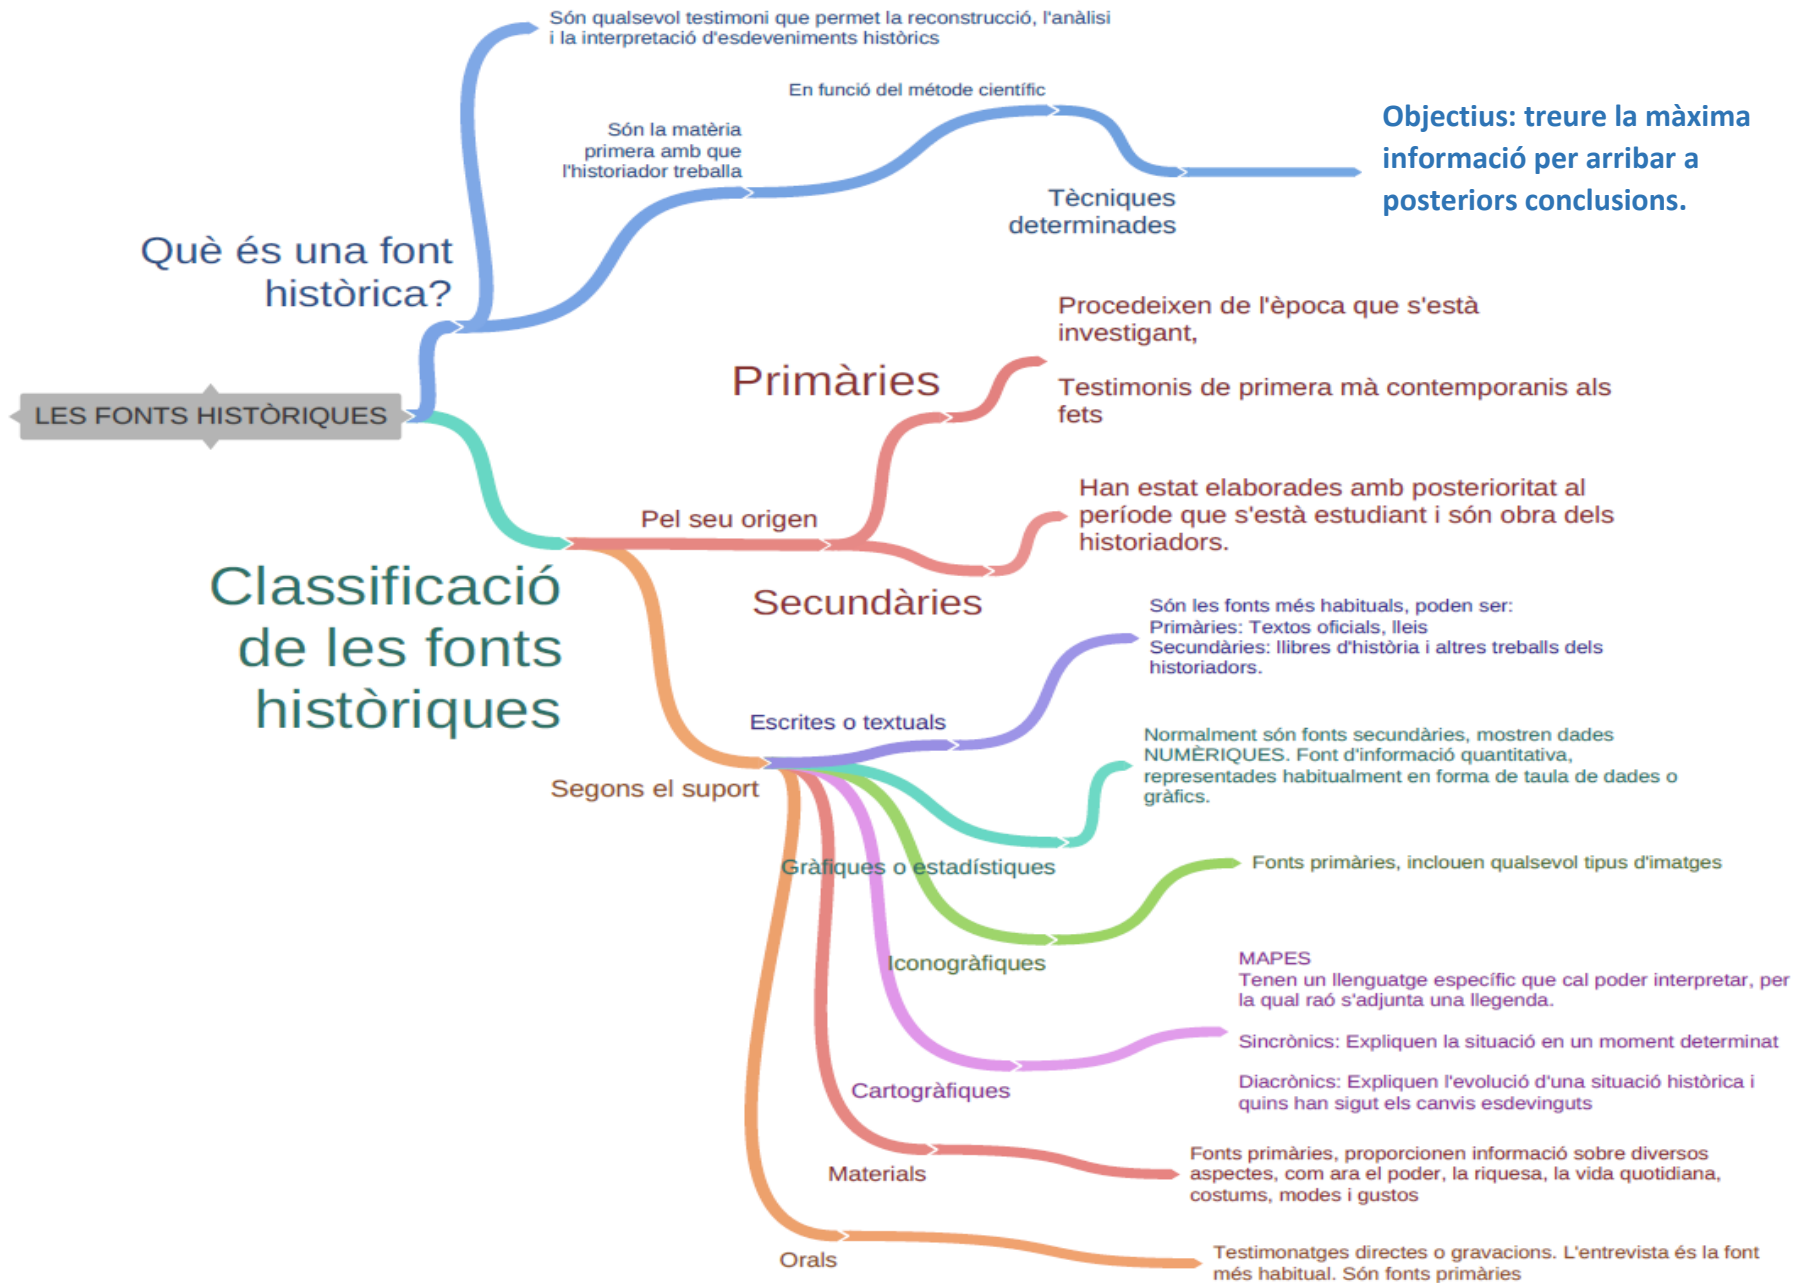 Són qualsevol testimoni que permet la reconstrucció, l'anàlisi
i la interpretació d'esdeveniments històrics
En funció del métode científic
Són la matèria
primera amb que
l'historiador treballa
Objectius: treure la màxima
informació per arribar a
posteriors conclusions.
Tècniques
determinades
Què és una font
històrica?
Procedeixen de l'època que s'està
investigant,
Testimonis de primera mà contemporanis als
fets
Primàries
LES FONTS HISTÒRIQUES
Han estat elaborades amb posterioritat al
període que s'està estudiant i són obra dels
historiadors.
Pel seu origen
Classificació
de les fonts
històriques
Secundàries
Són les fonts més habituals, poden ser:
Primàries: Textos oficials, lleis
Secundàries: llibres d'història i altres treballs dels
historiadors.
Escrites o textuals
Normalment són fonts secundàries, mostren dades
NUMÈRIQUES. Font d'informació quantitativa,
representades habitualment en forma de taula de dades o
gràfics.
Segons el suport
Gràfiques o estadístiques
Fonts primàries, inclouen qualsevol tipus d'imatges
Iconogràfiques
MAPES
Tenen un llenguatge específic que cal poder interpretar, per
la qual raó s'adjunta una llegenda.
Sincrònics: Expliquen la situació en un moment determinat
Diacrònics: Expliquen l'evolució d'una situació històrica i
quins han sigut els canvis esdevinguts
Cartogràfiques
Fonts primàries, proporcionen informació sobre diversos
aspectes, com ara el poder, la riquesa, la vida quotidiana,
costums, modes i gustos
Materials
Orals
Testimonatges directes o gravacions. L'entrevista és la font
més habitual. Són fonts primàries